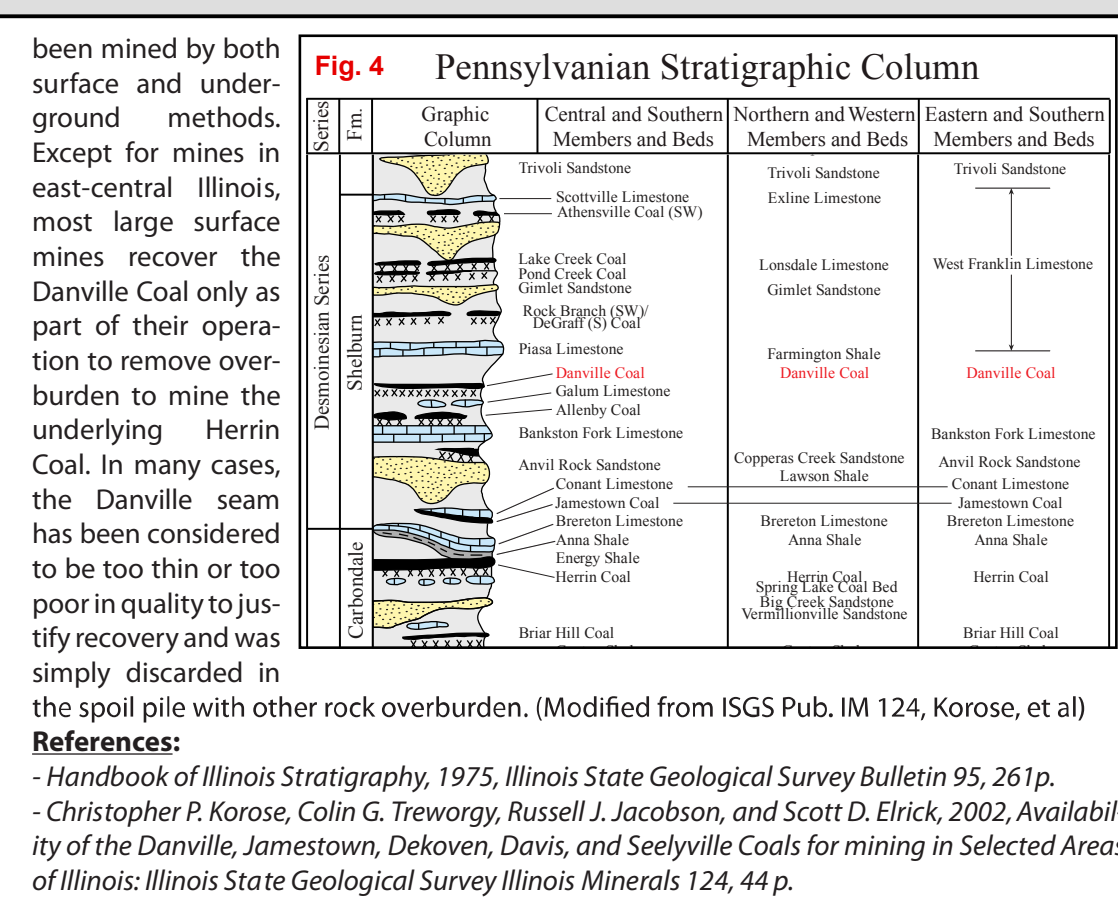 been mined by both
surface and under-
ground methods.
Except for mines in
east-central Illinois,
most large surface
mines recover the
Danville Coal only as
part of their opera-
tion to remove over-
burden to mine the
underlying Herrin
Coal. In many cases,
the Danville seam
has been considered
to be too thin or too
poor in quality to jus-
tify recovery and was
simply discarded in
the spoil pile with other rock overburden. (Modified from ISGS Pub. IM 124, Korose, et al)
Fig. 4
Pennsylvanian Stratigraphic Column
Series
Fm.
Graphic
Column
Central and Southern
Members and Beds
Northern and Western
Members and Beds
Eastern and Southern
Members and Beds
Desmoinesian Series
Shelburn
Carbondale
Trivoli Sandstone
Scottville Limestone
Athensville Coal (SW)
Lake Creek Coal
Pond Creek Coal
Gimlet Sandstone
Rock Branch (SW)/
DeGraff (S) Coal
Piasa Limestone
Danville Coal
Galum Limestone
Allenby Coal
Bankston Fork Limestone
Anvil Rock Sandstone
Conant Limestone
Jamestown Coal
Brereton Limestone
Anna Shale
Energy Shale
Herrin Coal
Briar Hill Coal
Trivoli Sandstone
Exline Limestone
Lonsdale Limestone
Gimlet Sandstone
Farmington Shale
Danville Coal
Copperas Creek Sandstone
Lawson Shale
Brereton Limestone
Anna Shale
Herrin Coal
Spring Lake Coal Bed
Big Creek Sandstone
Vermillionville Sandstone
Trivoli Sandstone
West Franklin Limestone
Danville Coal
Bankston Fork Limestone
Anvil Rock Sandstone
Conant Limestone
Jamestown Coal
Brereton Limestone
Anna Shale
Herrin Coal
Briar Hill Coal
References:
- Handbook of Illinois Stratigraphy, 1975, Illinois State Geological Survey Bulletin 95, 261p.
- Christopher P. Korose, Colin G. Treworgy, Russell J. Jacobson, and Scott D. Elrick, 2002, Availabil-
ity of the Danville, Jamestown, Dekoven, Davis, and Seelyville Coals for mining in Selected Areas
of Illinois: Illinois State Geological Survey Illinois Minerals 124, 44 p.